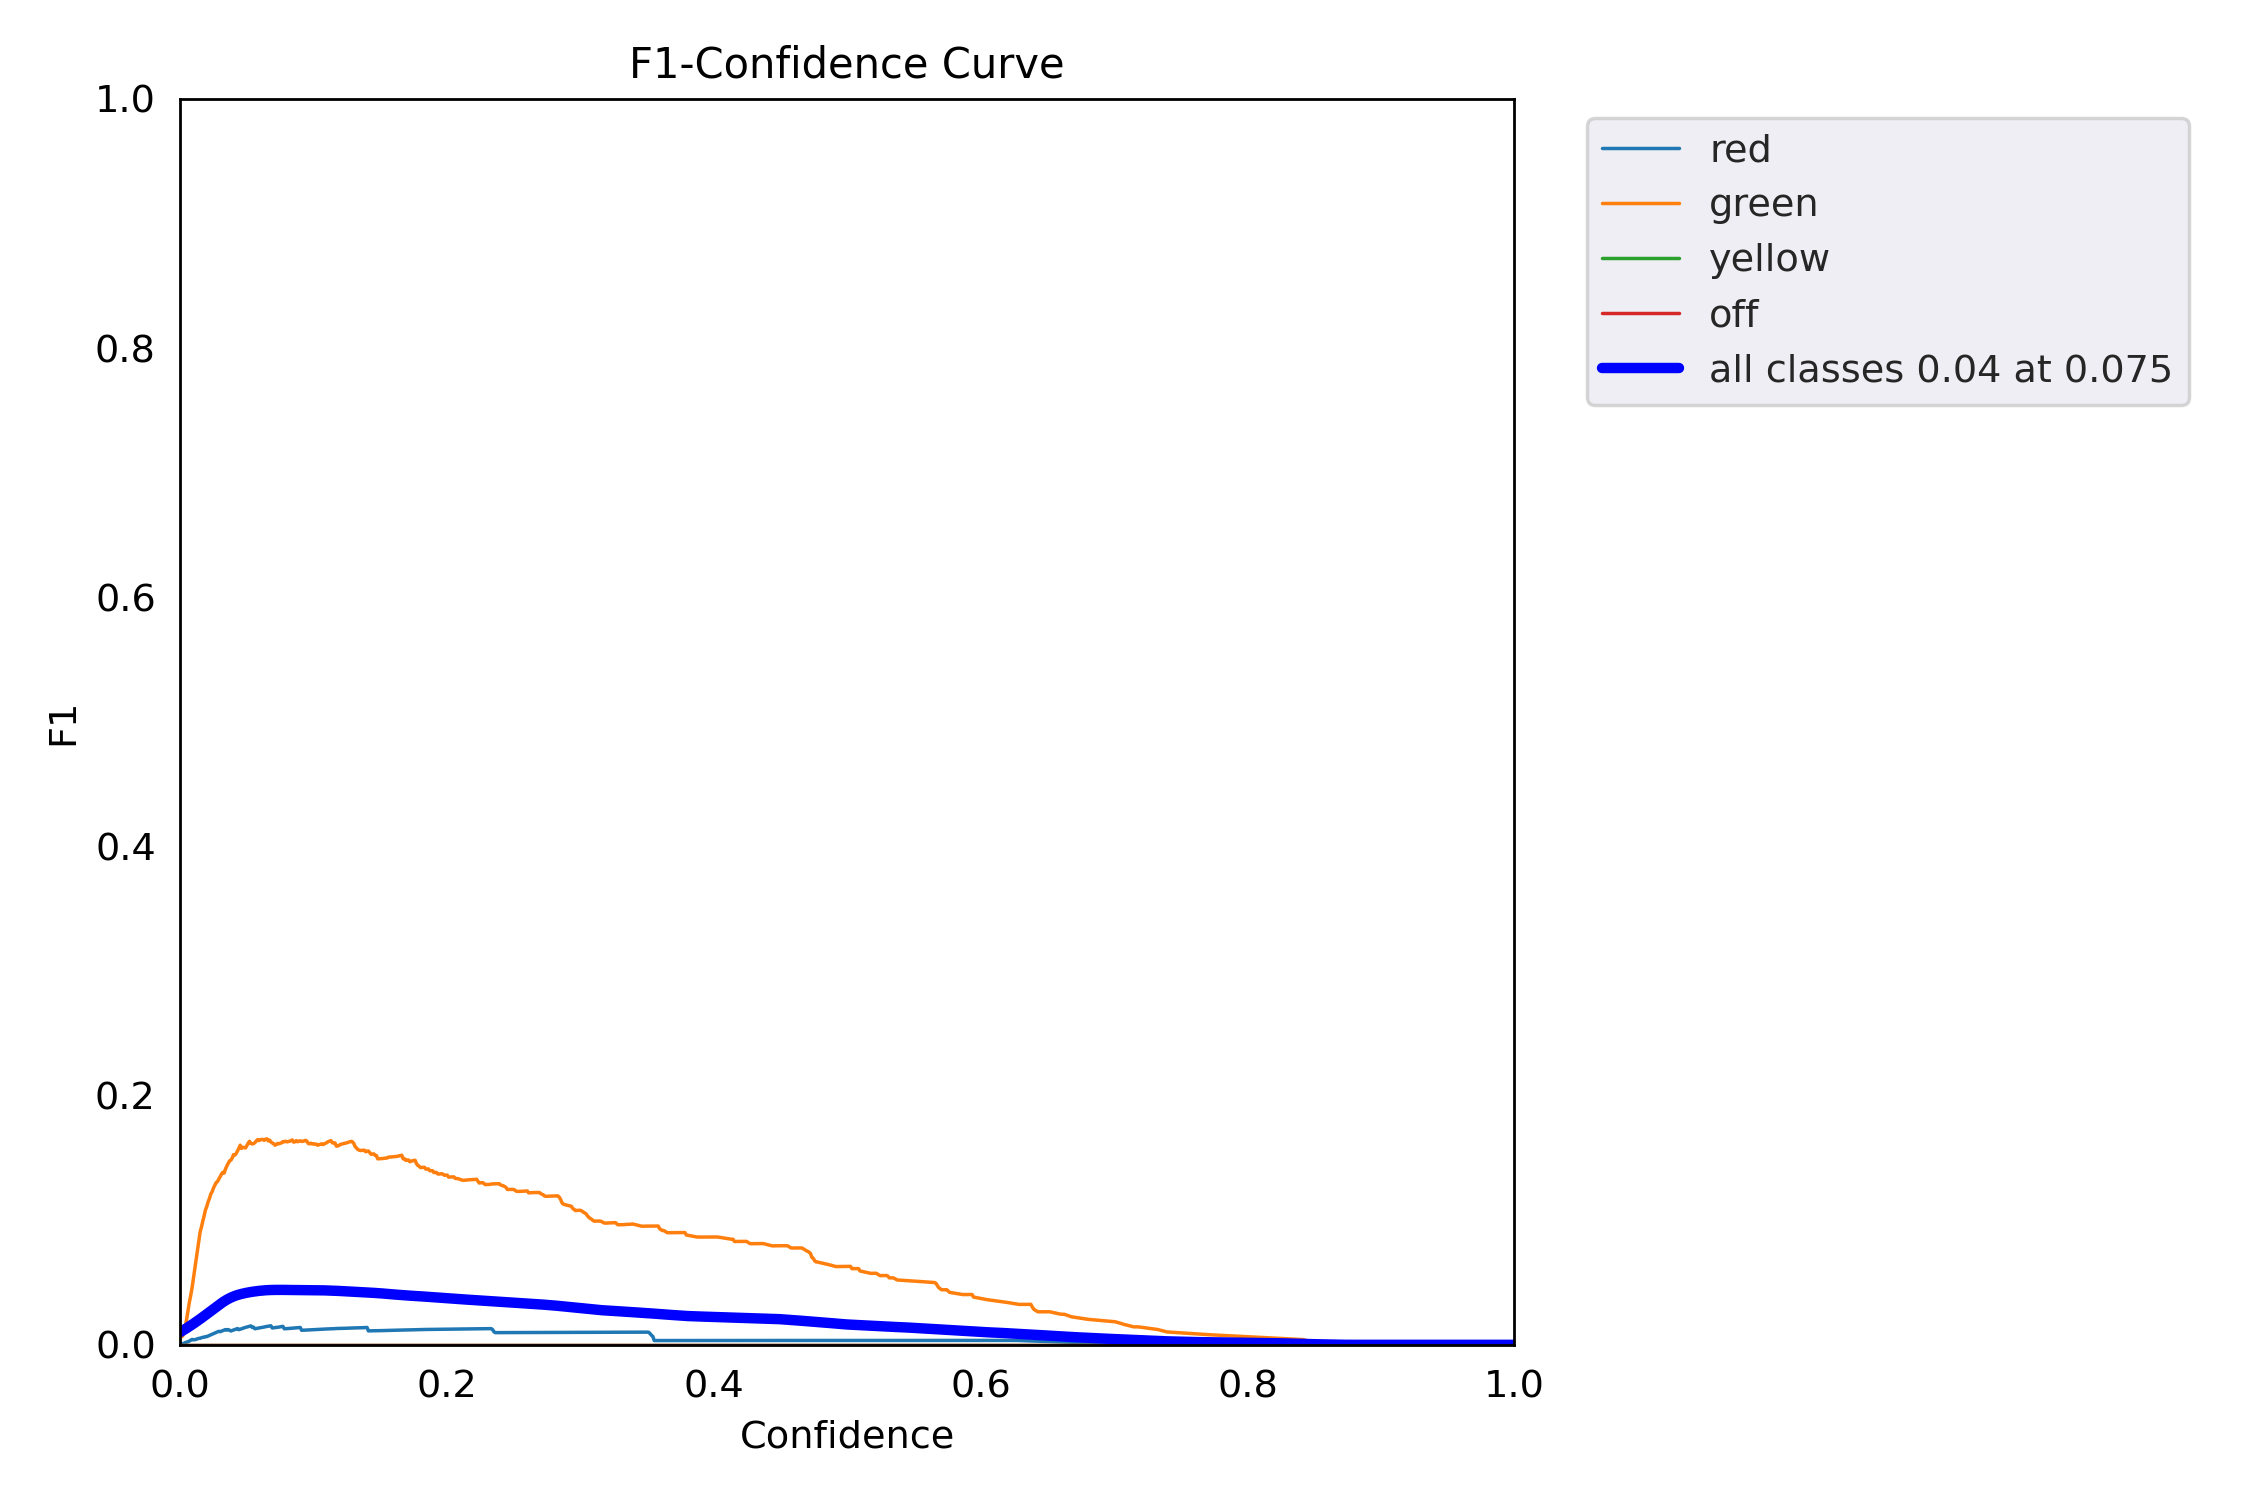 F1-Confidence Curve
1.0
0.8
0.6
0.4
0.2
0.0
F1
0.0 0.2 0.4 0.6 0.8 1.0
Confidence
red
green
yellow
off
all classes 0.04 at 0.075